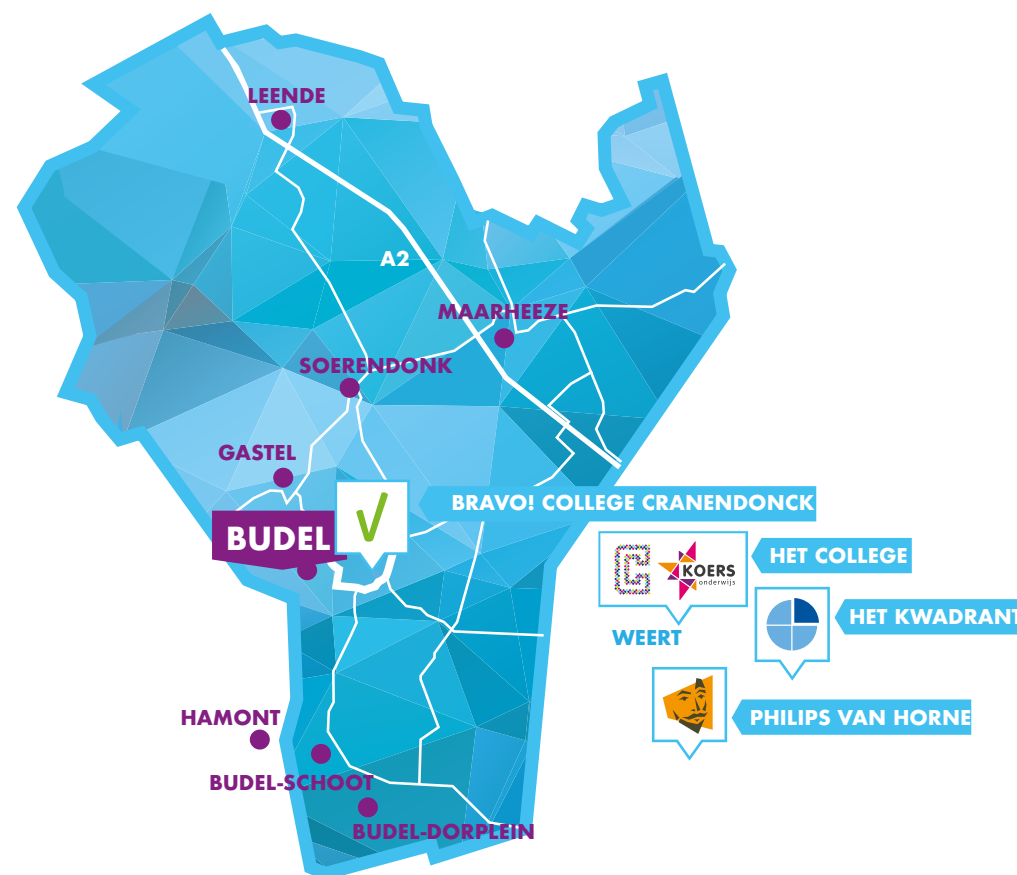 LEENDE
A2
MAARHEEZE
SOERENDONK
GASTEL
BRAVO! COLLEGE CRANENDONCK
BUDEL
KOERS
onderwijs
HET COLLEGE
HET KWADRANT
WEERT
PHILIPS VAN HORNE
HAMONT
BUDEL-SCHOOT
BUDEL-DORPLEIN